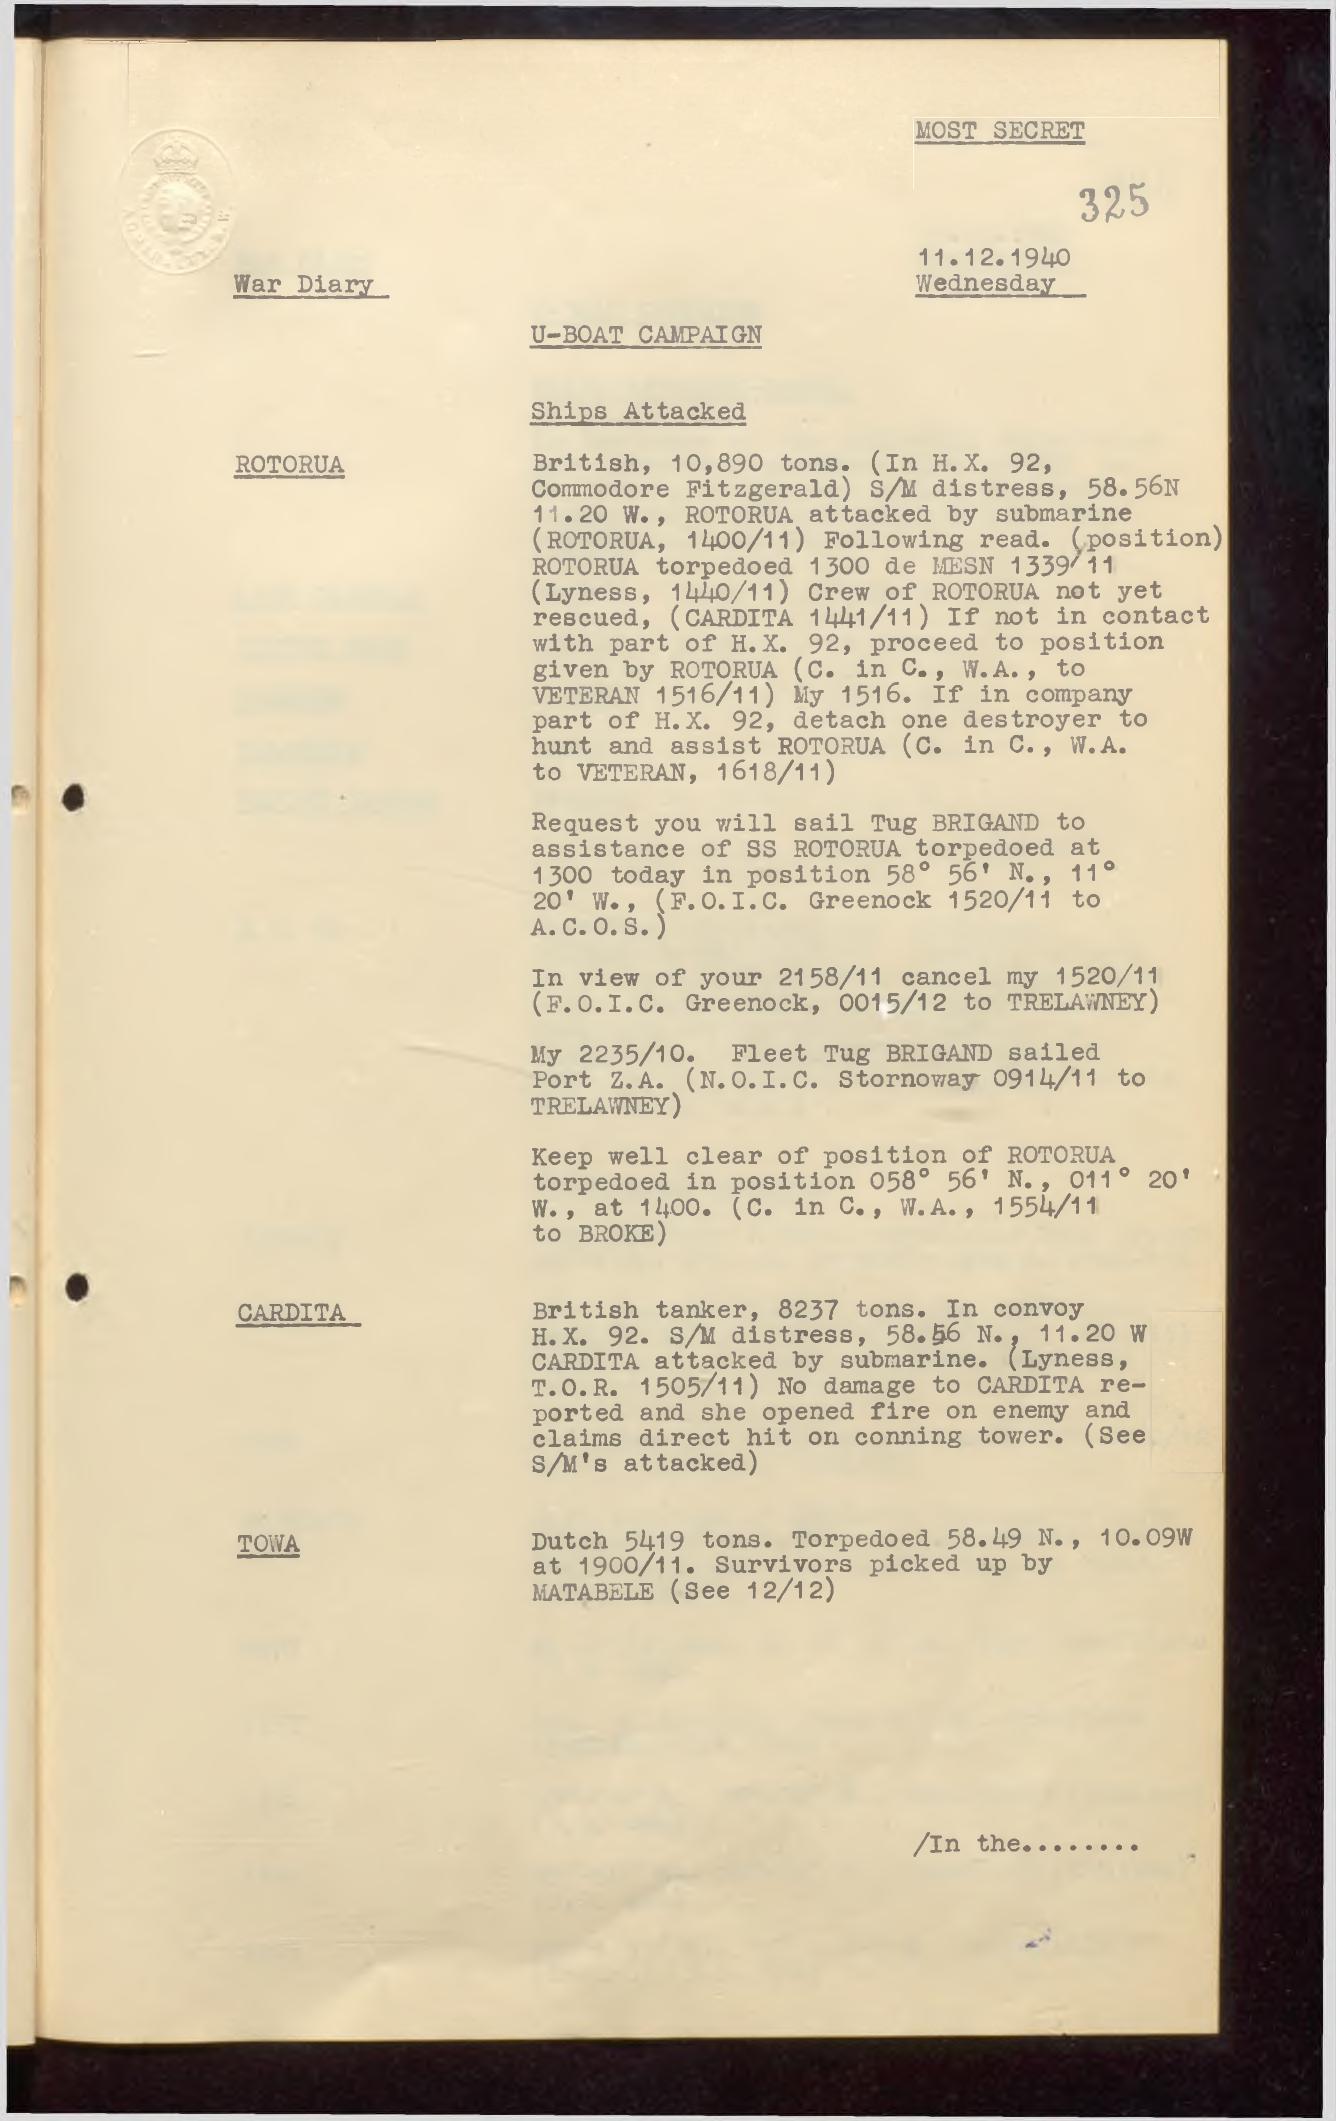 MOST SECRET
325
11.12.1940
War Diary
Wednesday
U-BOAT CAMPAIGN
Ships Attacked
ROTORUA
British, 10,890 tons. (In H.X. 92,
Commodore Fitzgerald) S/M distress, 58.56N
11.20 W., ROTORUA attacked by submarine
(ROTORUA, 1400/11) Following read. (position)
ROTORUA torpedoed 1300 de MESN 1339/11
(Lyness, 1440/11) Crew of ROTORUA not yet
rescued, (CARDITA 1441/11) If not in contact
with part of H.X. 92, proceed to position
given by ROTORUA (C. in C., W.A., to
VETERAN 1516/11) My 1516. If in company
part of H.X. 92, detach one destroyer to
hunt and assist ROTORUA (C. in C., W.A.
to VETERAN, 1618/11)
Request you will sail Tug BRIGAND to
assistance of SS ROTORUA torpedoed at
1300 today in position 58° 56' N., 11°
20' W., (F.O.I.C. Greenock 1520/11 to
A.C.O.S.)
In view of your 2158/11 cancel my 1520/11
(F.O.I.C. Greenock, 0015/12 to TRELAWNEY)
My 2235/10. Fleet Tug BRIGAND sailed
Port Z.A. (N.O.I.C. Stornoway 0914/11 to
TRELAWNEY)
Keep well clear of position of ROTORUA
torpedoed in position 058° 56' N., 011° 20'
W., at 1400. (C. in C., W.A., 1554/11
to BROKE)
CARDITA
British tanker, 8237 tons. In convoy
H.X. 92. S/M distress, 58.56 N., 11.20 W
CARDITA attacked by submarine. (Lyness,
T.O.R. 1505/11) No damage to CARDITA re-
ported and she opened fire on enemy and
claims direct hit on conning tower. (See
S/M's attacked)
TOWA
Dutch 5419 tons. Torpedoed 58.49 N., 10.09W
at 1900/11. Survivors picked up by
MATABELE (See 12/12)
/In the........